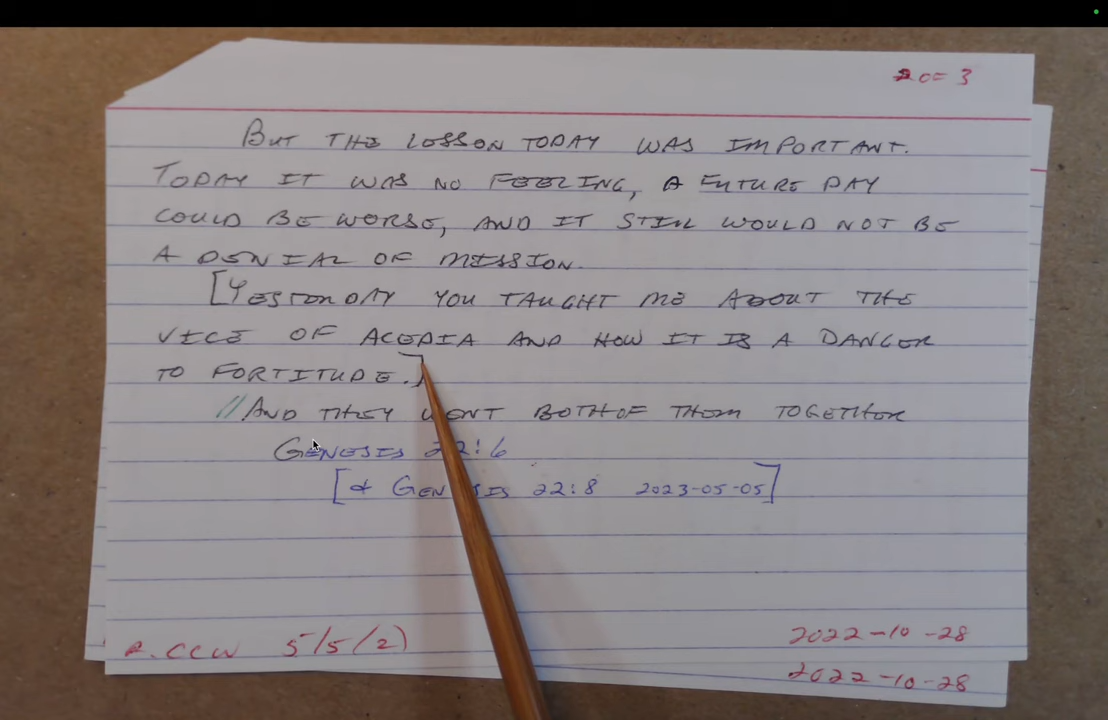 2 OF 3
BUT THE LESSON TODAY WAS IMPORTANT.
TODAY IT WAS NO FEELING, A FUTURE DAY
COULD BE WORSE, AND IT STILL WOULD NOT BE
A DENIAL OF MISSION.
[YESTERDAY YOU TAUGHT ME ABOUT THE
VICE OF ACEDIA AND HOW IT IS A DANGER
TO FORTITUDE.]
//AND THEY WENT BOTH OF THEM TOGETHER
GENESIS 22:6
[& GENESIS 22:8 2023-05-05]
R.CCW 5/5/(2) 2022-10-28
2022-10-28